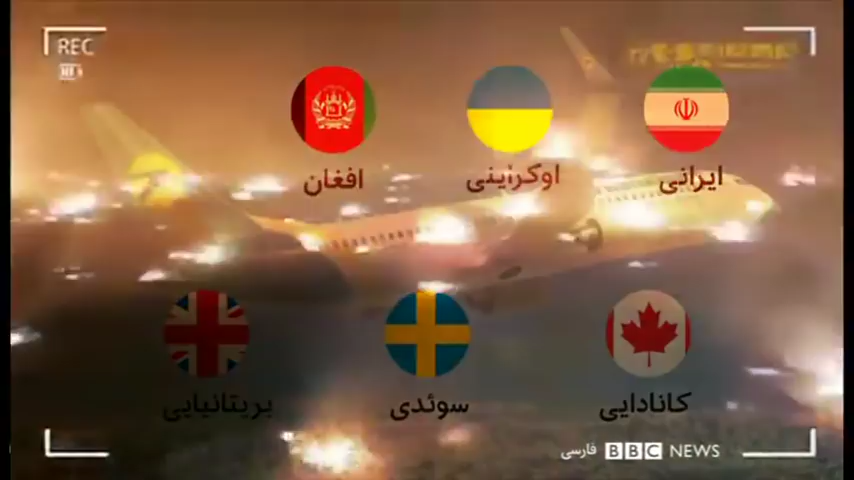 REC
ایرانی
اوکراینی
افغان
کانادایی
سوئدی
بریتانیایی
BBC NEWS فارسی